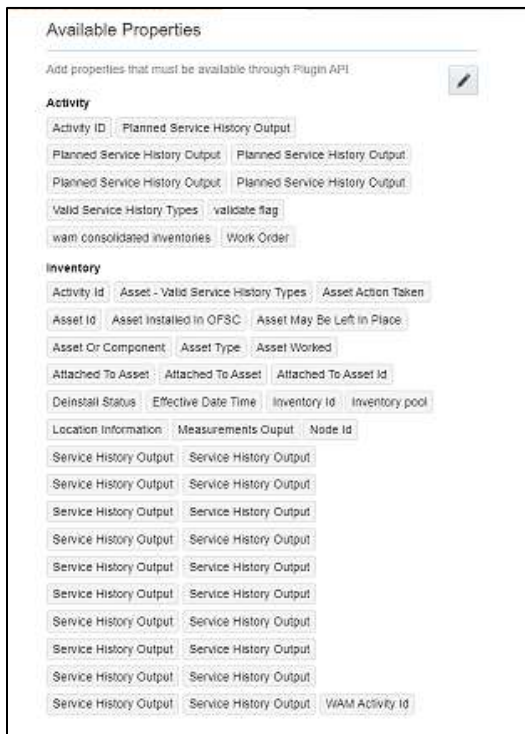 Available Properties
Add properties that must be available through Plugin API
Activity
Activity ID Planned Service History Output
Planned Service History Output Planned Service History Output
Planned Service History Output Planned Service History Output
Valid Service History Types validate flag
wam consolidated inventories Work Order
Inventory
Activity Id Asset - Valid Service History Types Asset Action Taken
Asset Id Asset Installed In OFSC Asset May Be Left In Place
Asset Or Component Asset Type Asset Worked
Attached To Asset Attached To Asset Attached To Asset Id
Deinstall Status Effective Date Time Inventory Id Inventory pool
Location Information Measurements Ouput Node Id
Service History Output Service History Output
Service History Output Service History Output
Service History Output Service History Output
Service History Output Service History Output
Service History Output Service History Output
Service History Output Service History Output
Service History Output Service History Output
Service History Output Service History Output
Service History Output Service History Output
Service History Output Service History Output WAM Activity Id